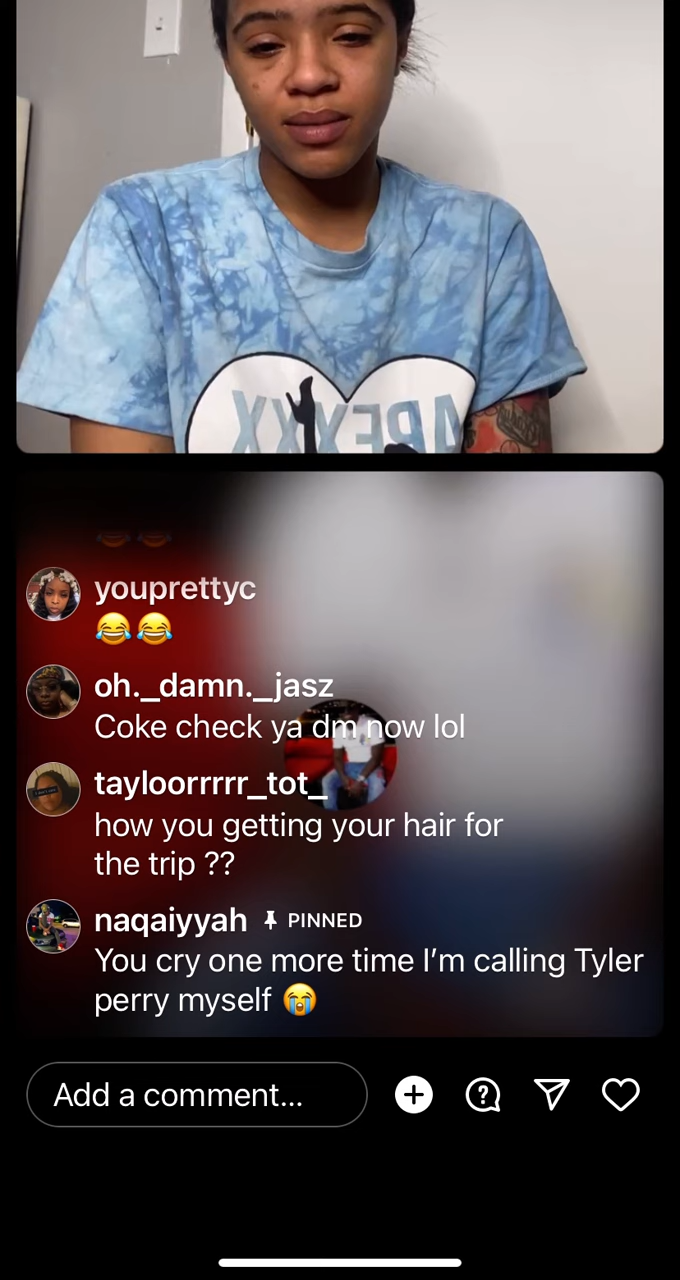 APEXXX
youprettyc
😂😂
oh._damn._jasz
Coke check ya dm now lol
tayloorrrrr_tot_
how you getting your hair for
the trip ??
naqaiyyah PINNED
You cry one more time I’m calling Tyler
perry myself 😭
Add a comment...